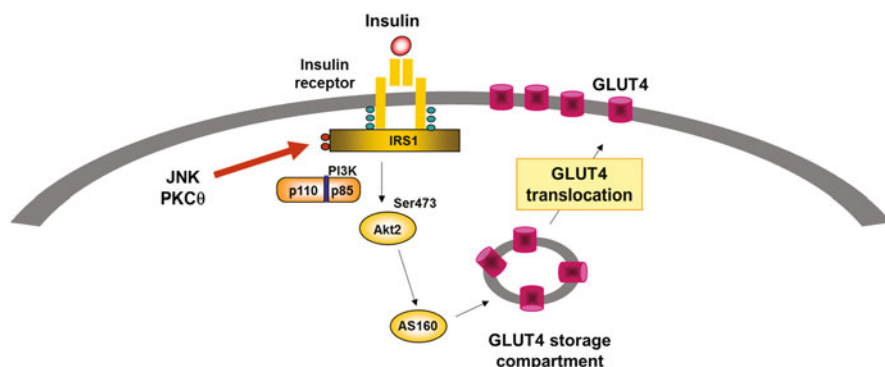 Insulin
Insulin
receptor
GLUT4
IRS1
JNK
PKCθ
PI3K
p110
p85
Ser473
Akt2
GLUT4
translocation
AS160
GLUT4 storage
compartment